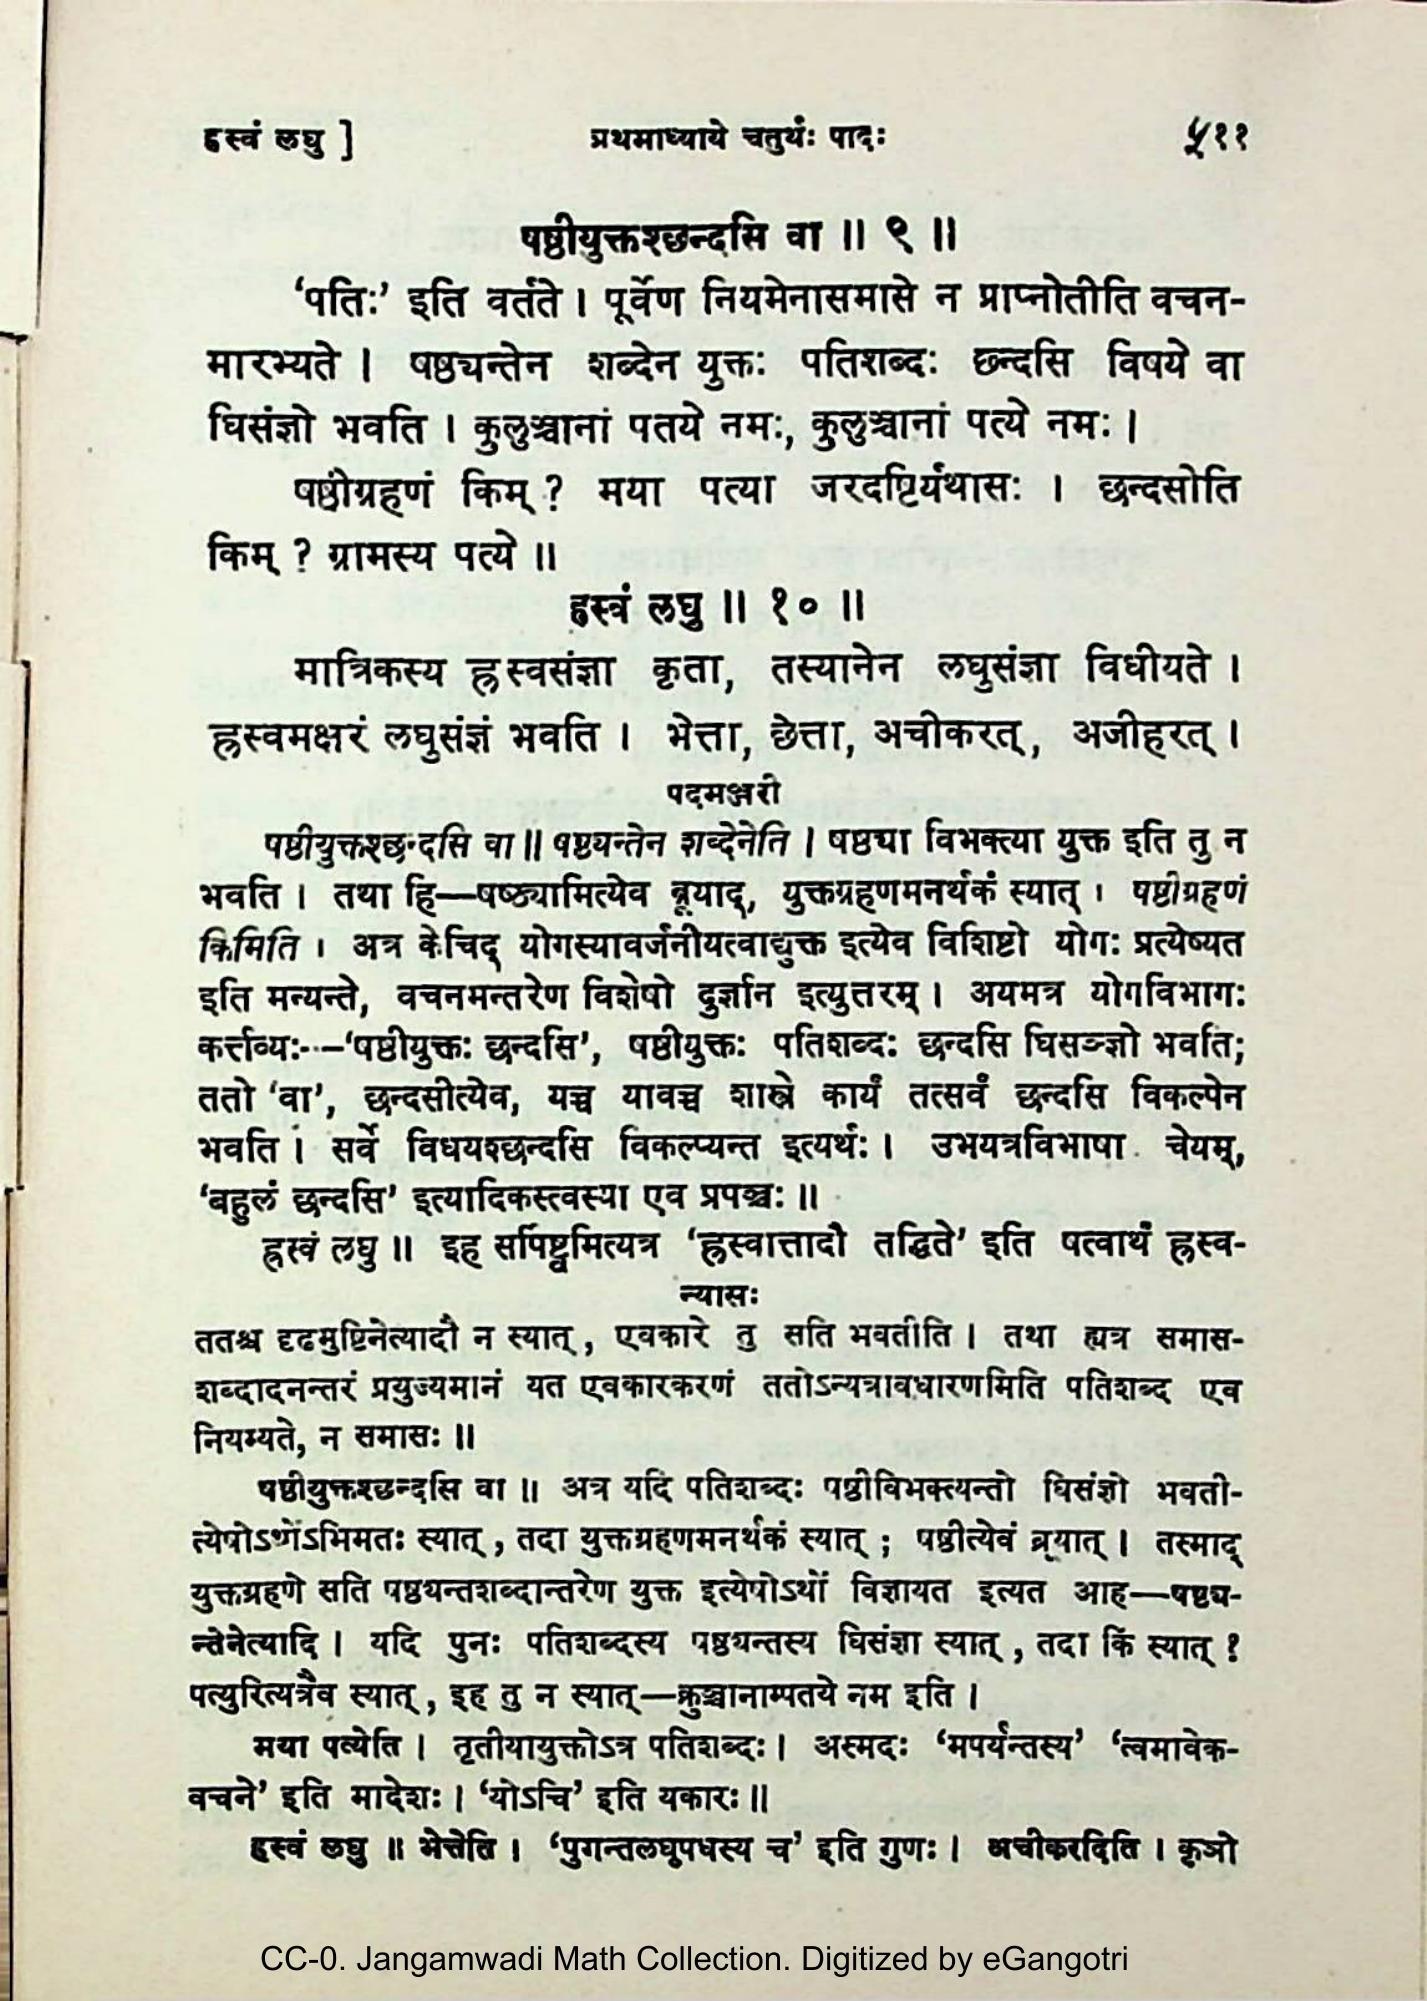 ह्रस्वं लघु ]
प्रथमाध्याये चतुर्थः पादः
५११
षष्ठीयुक्तश्छन्दसि वा ॥ ९ ॥
‘पतिः’ इति वर्तते । पूर्वेण नियमेनासमासे न प्राप्नोतीति वचन-
मारभ्यते । षष्ठ्यन्तेन शब्देन युक्तः पतिशब्दः छन्दसि विषये वा
घिसंज्ञो भवति । कुलुञ्चानां पतये नमः, कुलुञ्चानां पत्ये नमः ।
षष्ठीग्रहणं किम् ? मया पत्या जरदष्टिर्यथासः । छन्दसीति
किम् ? ग्रामस्य पत्ये ॥
ह्रस्वं लघु ॥ १० ॥
मात्रिकस्य ह्रस्वसंज्ञा कृता, तस्यानेन लघुसंज्ञा विधीयते ।
ह्रस्वमक्षरं लघुसंज्ञं भवति । भेत्ता, छेत्ता, अचीकरत्, अजीहरत् ।
पदमञ्जरी
षष्ठीयुक्तश्छन्दसि वा ॥ षष्ठ्यन्तेन शब्देनेति । षष्ठ्या विभक्त्या युक्त इति तु न
भवति । तथा हि—षष्ठ्यामित्येव ब्रूयाद्, युक्तग्रहणमनर्थकं स्यात् । षष्ठीग्रहणं
किमिति । अत्र केचिद् योगस्यावर्जनीयत्वाद्युक्त इत्येव विशिष्टो योगः प्रत्येष्यत
इति मन्यन्ते, वचनमन्तरेण विशेषो दुर्ज्ञान इत्युत्तरम् । अयमत्र योगविभागः
कर्त्तव्यः—‘षष्ठीयुक्तः छन्दसि’, षष्ठीयुक्तः पतिशब्दः छन्दसि घिसञ्ज्ञो भवति;
ततो ‘वा’, छन्दसीत्येव, यच्च यावच्च शास्त्रे कार्यं तत्सर्वं छन्दसि विकल्पेन
भवति । सर्वे विधयश्छन्दसि विकल्प्यन्त इत्यर्थः । उभयत्रविभाषा चेयम्,
‘बहुलं छन्दसि’ इत्यादिकस्त्वस्या एव प्रपञ्चः ॥
ह्रस्वं लघु ॥ इह सर्पिष्ट्वमित्यत्र ‘ह्रस्वात्तादौ तद्धिते’ इति षत्वार्थं ह्रस्व-
न्यासः
ततश्च दृढमुष्टिनेत्यादौ न स्यात्, एवकारे तु सति भवतीति । तथा ह्यत्र समास-
शब्दादनन्तरं प्रयुज्यमानं यत एवकारकरणं ततोऽन्यत्रावधारणमिति पतिशब्द एव
नियम्यते, न समासः ॥
षष्ठीयुक्तश्छन्दसि वा ॥ अत्र यदि पतिशब्दः षष्ठीविभक्त्यन्तो घिसंज्ञो भवती-
त्येषोऽर्थोऽभिमतः स्यात्, तदा युक्तग्रहणमनर्थकं स्यात्; षष्ठीत्येवं ब्रूयात् । तस्माद्
युक्तग्रहणे सति षष्ठ्यन्तशब्दान्तरेण युक्त इत्येषोऽर्थो विज्ञायत इत्यत आह—षष्ठ्य-
न्तेनेत्यादि । यदि पुनः पतिशब्दस्य षष्ठ्यन्तस्य घिसंज्ञा स्यात्, तदा किं स्यात् ?
पत्युरित्यत्रैव स्यात्, इह तु न स्यात्—क्रुञ्चानाम्पतये नम इति ।
मया पत्येति । तृतीयायुक्तोऽत्र पतिशब्दः । अस्मदः ‘मपर्यन्तस्य’ ‘त्वमावेक-
वचने’ इति मादेशः । ‘योऽचि’ इति यकारः ॥
ह्रस्वं लघु ॥ भेत्तेति । ‘पुगन्तलघूपधस्य च’ इति गुणः । अचीकरदिति । कृञो
CC-0. Jangamwadi Math Collection. Digitized by eGangotri